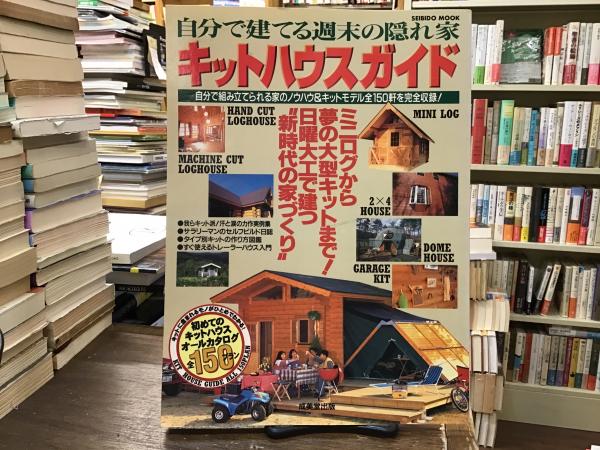 SEIBIDO MOOK
自分で建てる週末の隠れ家
キットハウスガイド
自分で組み立てられる家のノウハウ&キットモデル全150軒を完全収録!
HAND CUT
LOGHOUSE
MINI LOG
ミニログから
夢の大型キットまで!
日曜大工で建つ
"新時代の家づくり"
MACHINE CUT
LOGHOUSE
2×4
HOUSE
DOME
HOUSE
GARAGE
KIT
●我らキット派!汗と涙の力作実例集
●サラリーマンのセルフビルド日誌
●タイプ別キットの作り方図鑑
●すぐ使えるトレーラーハウス入門
初めての
キットハウス
オールカタログ
全150プラン
KIT HOUSE GUIDE ALL 150PLAN
成美堂出版